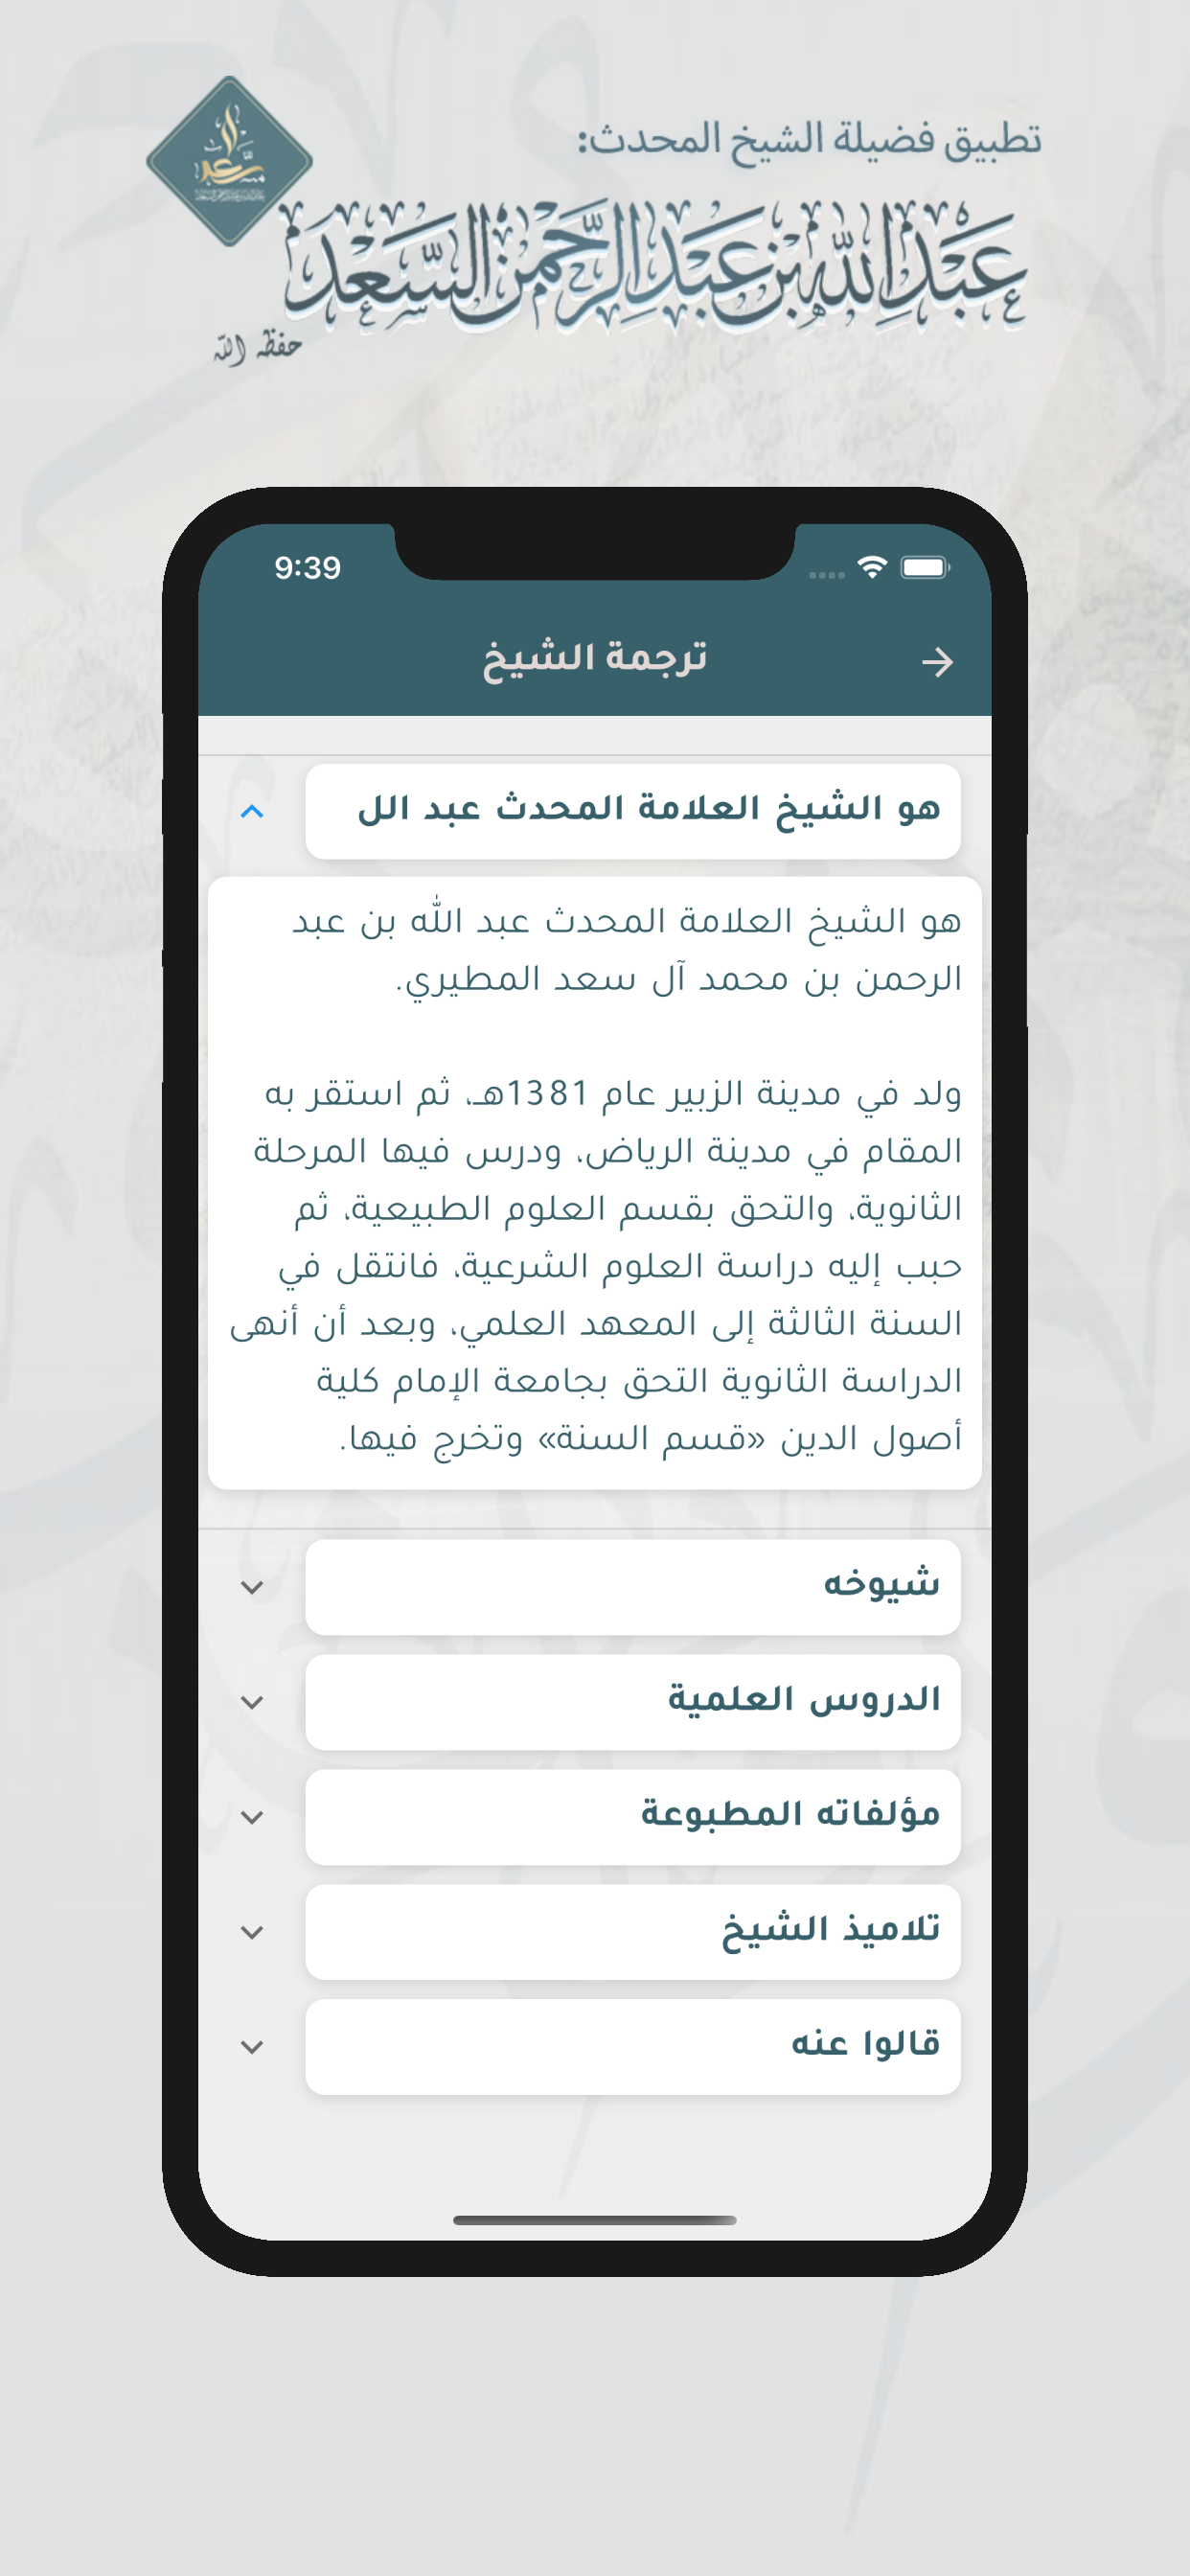 تطبيق فضيلة الشيخ المحدث:
عَبْدُ اللهِ بْنِ عَبْدِ الرَّحْمٰنِ السَّعْدِ
حفظه الله
9:39
ترجمة الشيخ
هو الشيخ العلامة المحدث عبد الل
هو الشيخ العلامة المحدث عبد الله بن عبد
الرحمن بن محمد آل سعد المطيري.
ولد في مدينة الزبير عام 1381هـ، ثم استقر به
المقام في مدينة الرياض، ودرس فيها المرحلة
الثانوية، والتحق بقسم العلوم الطبيعية، ثم
حبب إليه دراسة العلوم الشرعية، فانتقل في
السنة الثالثة إلى المعهد العلمي، وبعد أن أنهى
الدراسة الثانوية التحق بجامعة الإمام كلية
أصول الدين «قسم السنة» وتخرج فيها.
شيوخه
الدروس العلمية
مؤلفاته المطبوعة
تلاميذ الشيخ
قالوا عنه